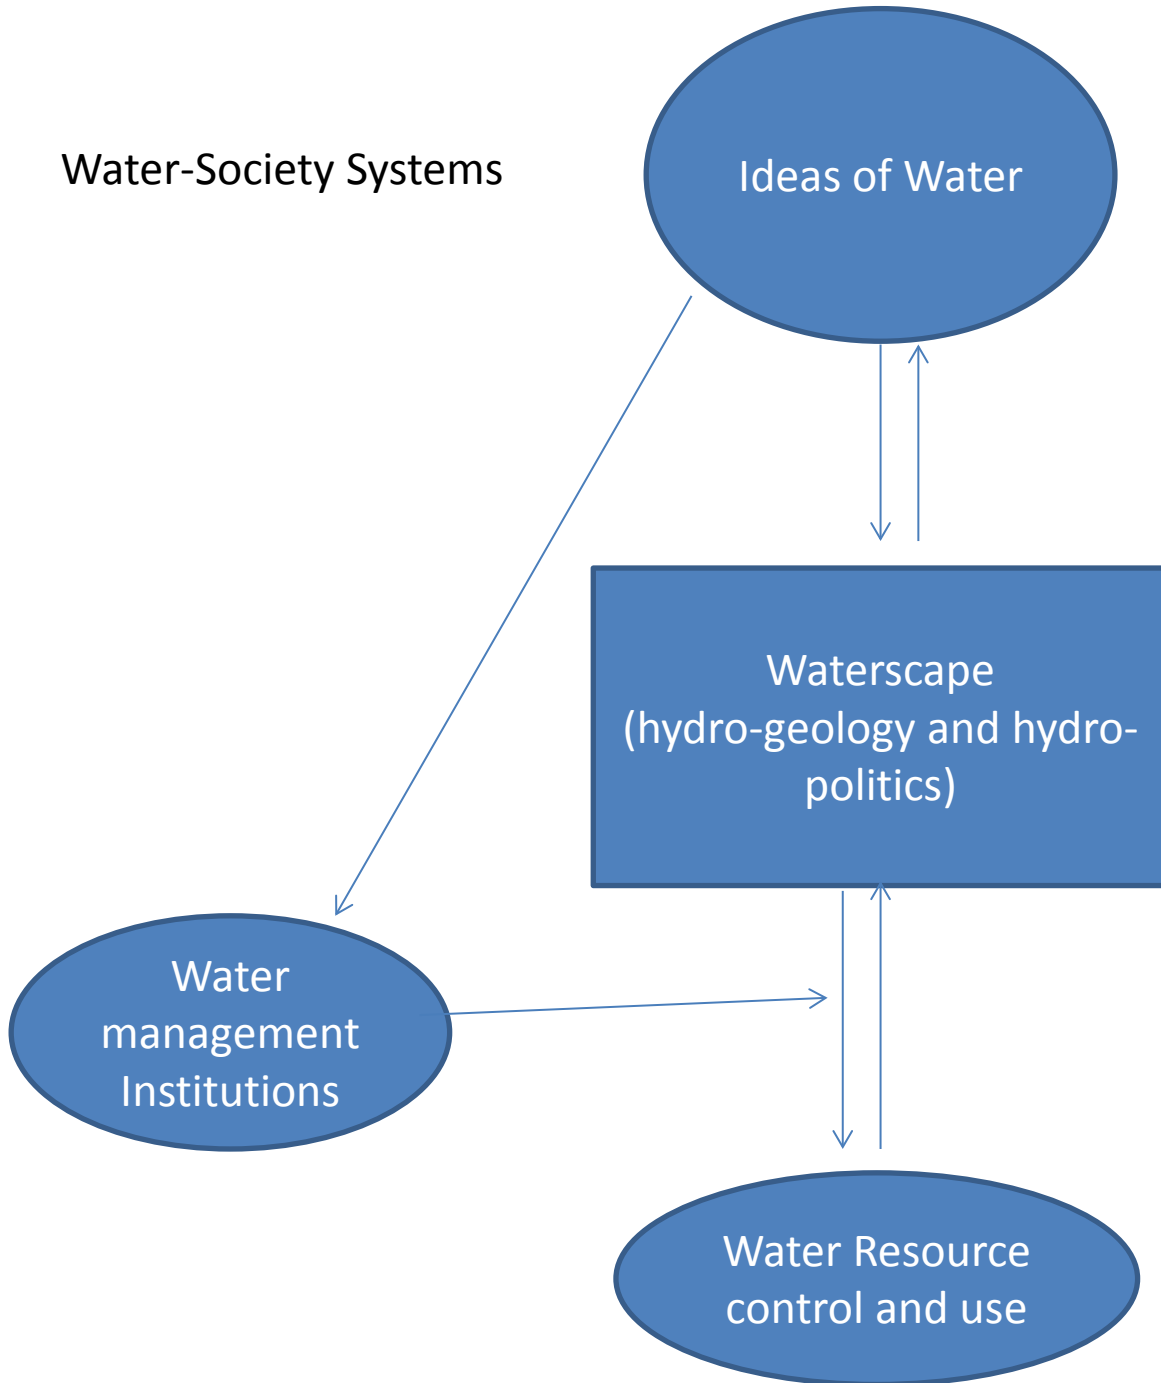 Water-Society Systems
Ideas of Water
Waterscape
(hydro-geology and hydro-
politics)
Water
management
Institutions
Water Resource
control and use